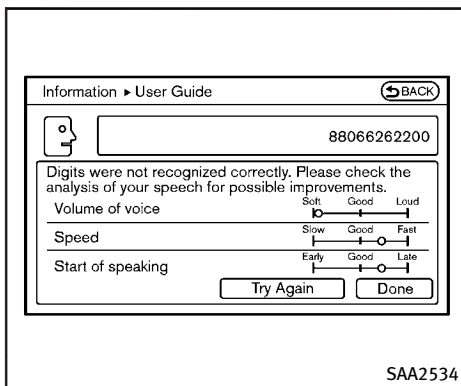 Information ▸ User Guide
BACK
88066262200
Digits were not recognized correctly. Please check the
analysis of your speech for possible improvements.
Volume of voice Soft Good Loud
Speed Slow Good Fast
Start of speaking Early Good Late
Try Again Done
SAA2534